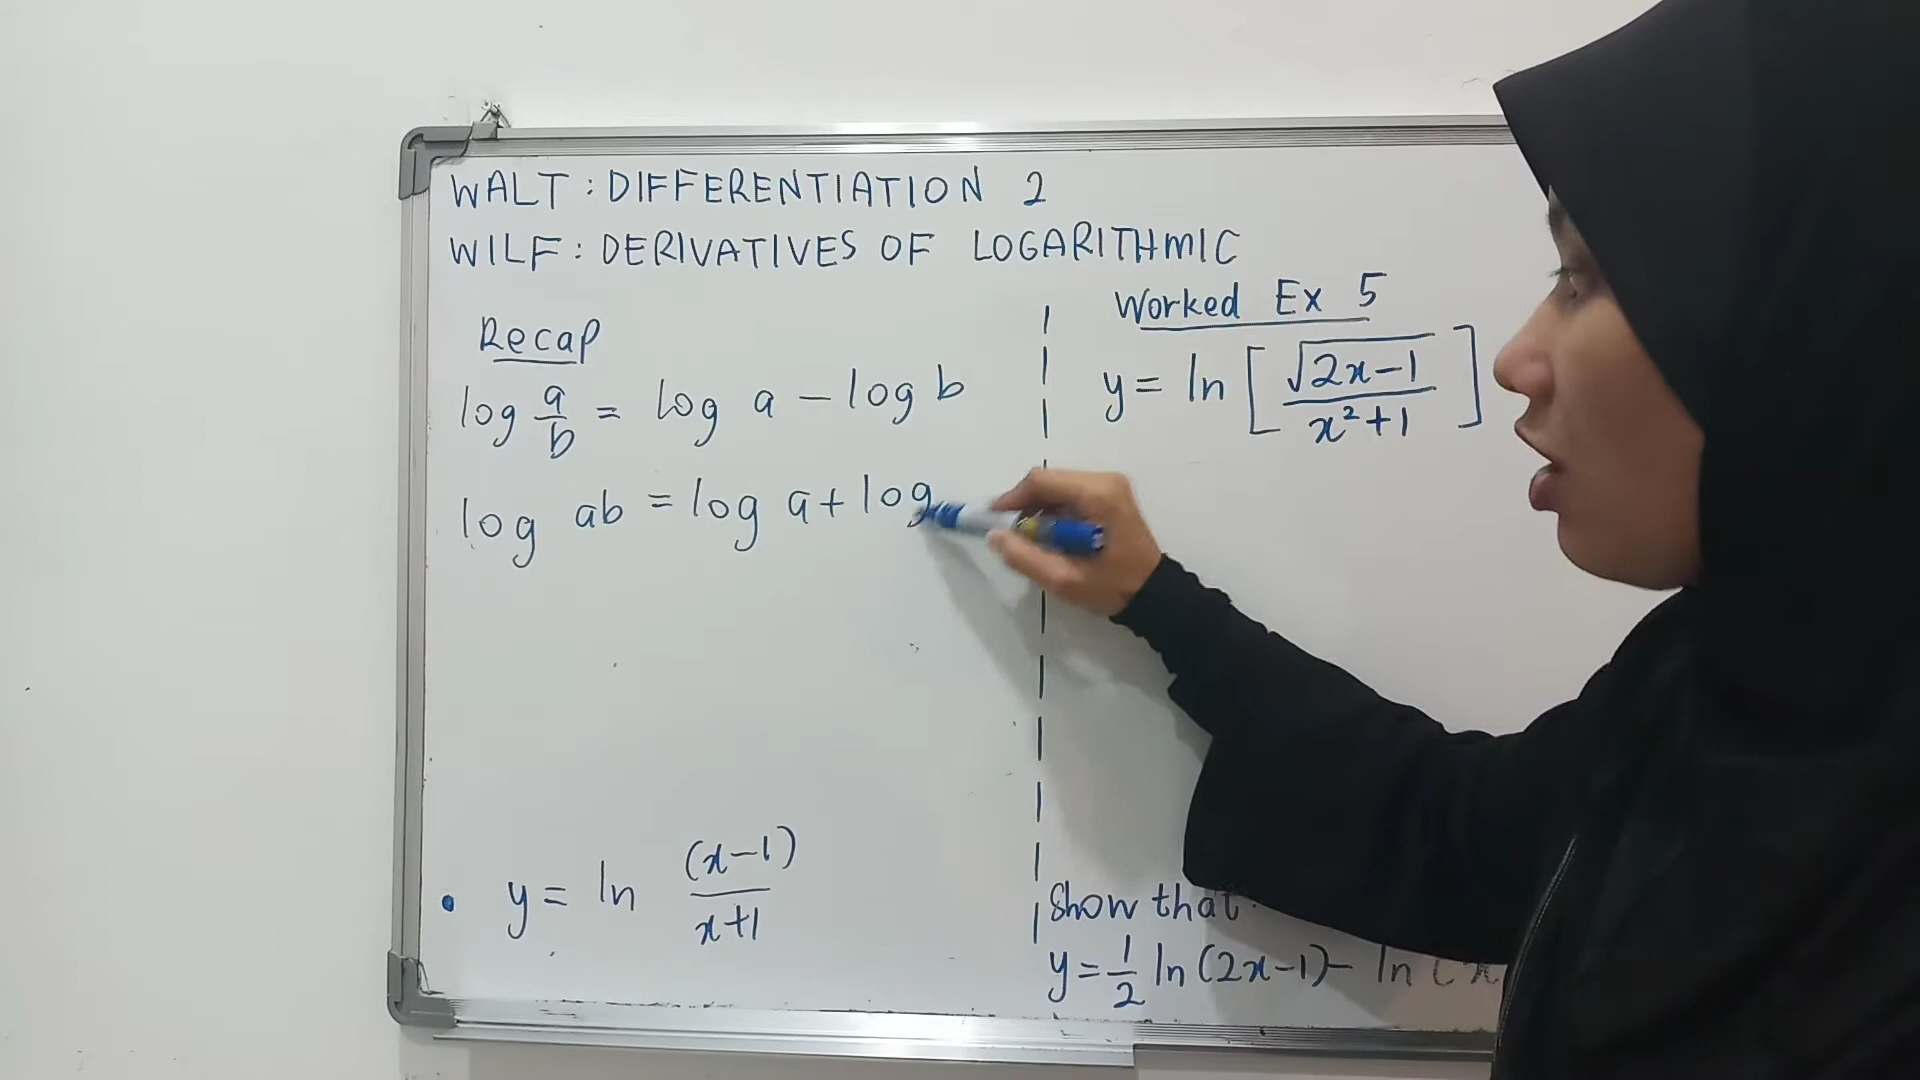 WALT : DIFFERENTIATION 2
WILF : DERIVATIVES OF LOGARITHMIC
Recap
log a/b = log a − log b
log ab = log a + log
• y = ln (x−1)/x+1
Worked Ex 5
y = ln [ √2x−1 / x²+1 ]
Show that
y = 1/2 ln (2x−1) − ln (x